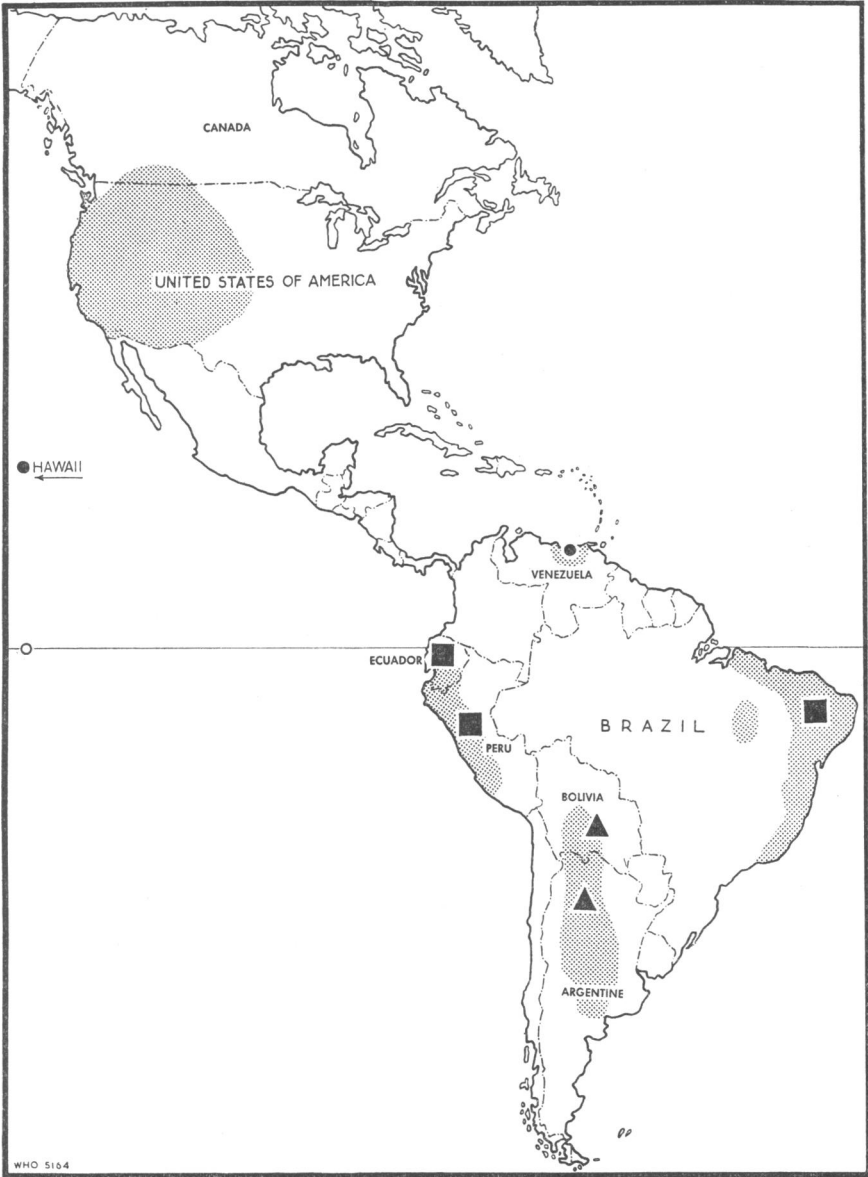 CANADA
UNITED STATES OF AMERICA
HAWAII
VENEZUELA
O
ECUADOR
BRAZIL
PERU
BOLIVIA
ARGENTINE
WHO 5164